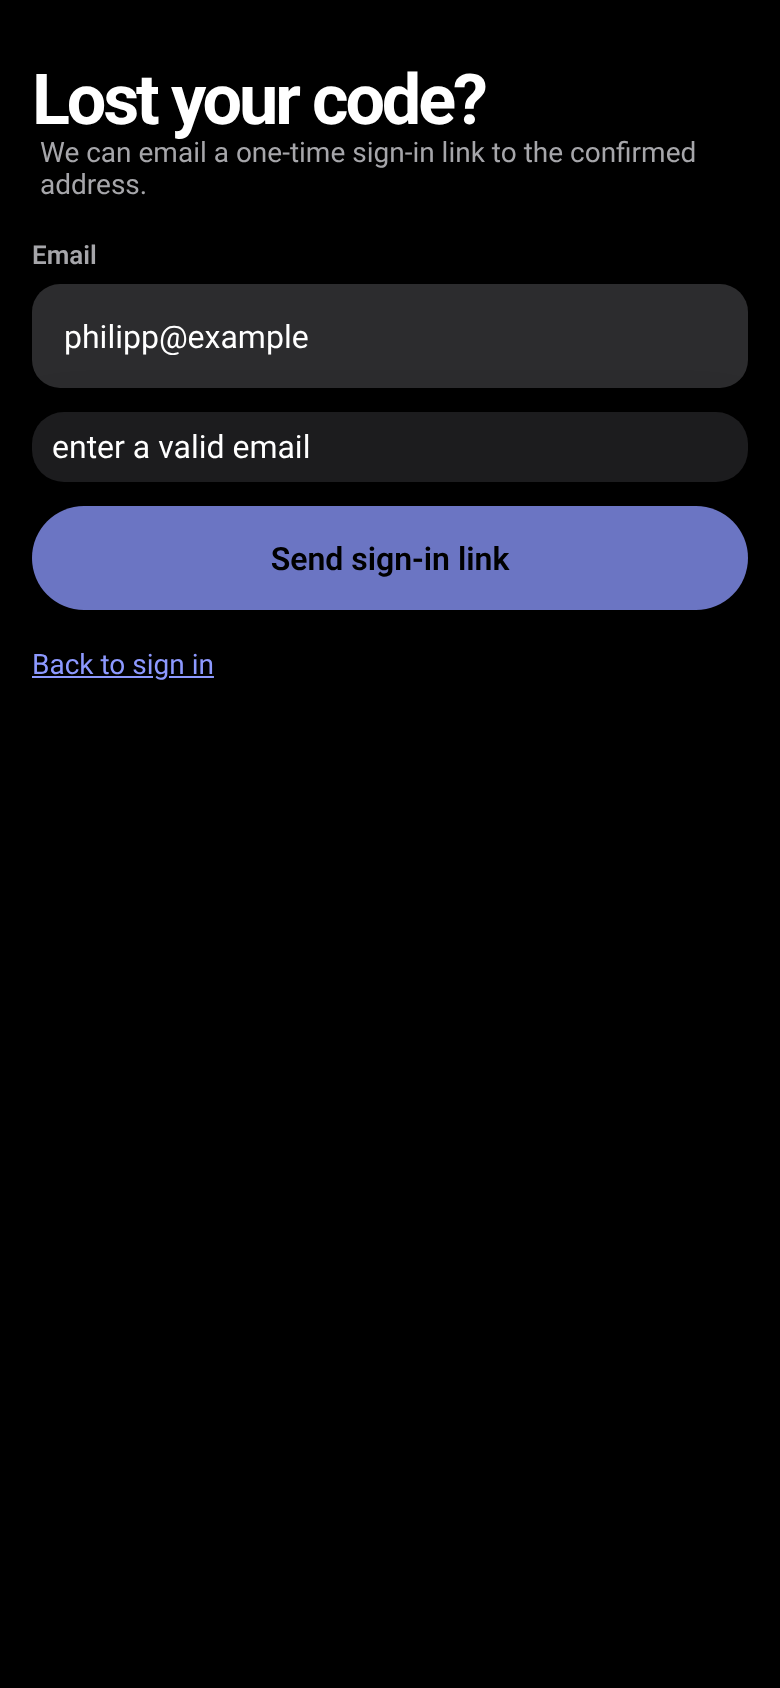 Lost your code?
We can email a one-time sign-in link to the confirmed
address.
Email
philipp@example
enter a valid email
Send sign-in link
Back to sign in